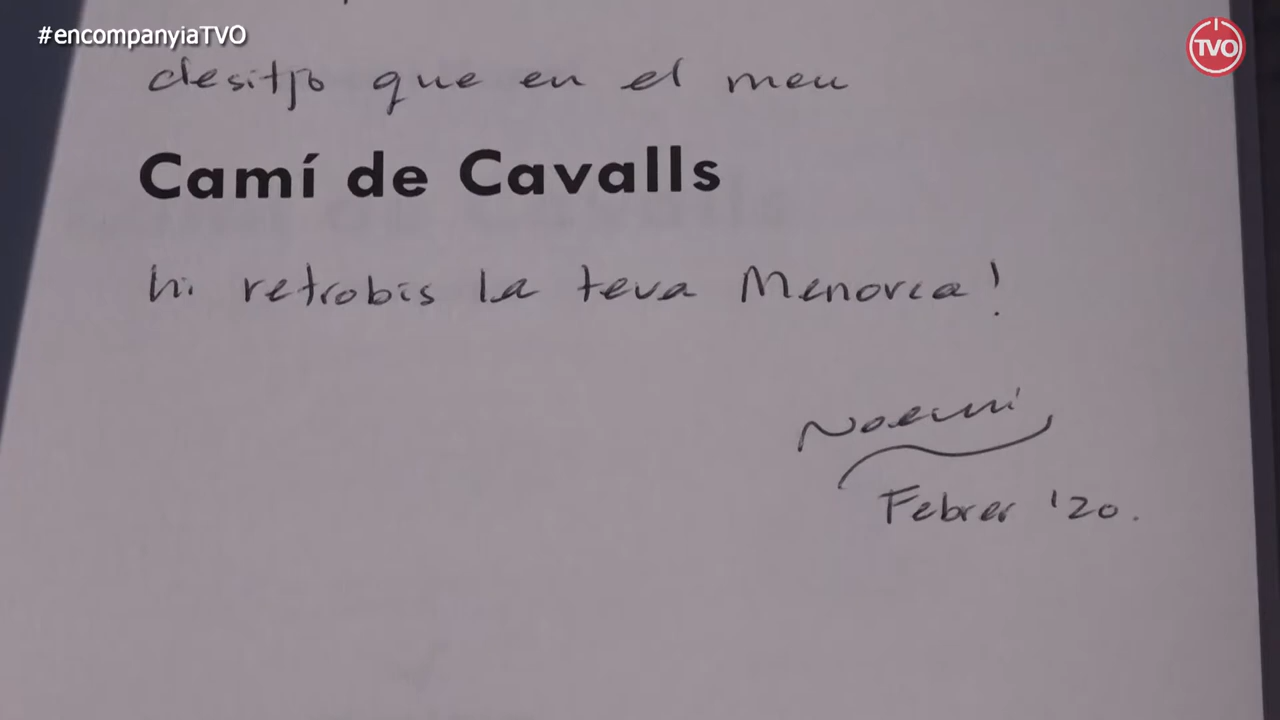 #encompanyiaTVO
TVO
desitjo que en el meu
Camí de Cavalls
hi retrobis la teva Menorca!
Noemí
Febrer '20.